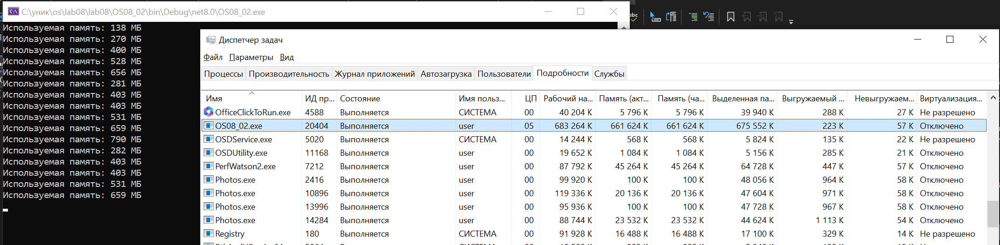 C:\уник\os\lab08\lab08\OS08_02\bin\Debug\net8.0\OS08_02.exe
Используемая память: 138 МБ
Используемая память: 270 МБ
Используемая память: 400 МБ
Используемая память: 528 МБ
Используемая память: 656 МБ
Используемая память: 281 МБ
Используемая память: 403 МБ
Используемая память: 403 МБ
Используемая память: 531 МБ
Используемая память: 659 МБ
Используемая память: 790 МБ
Используемая память: 282 МБ
Используемая память: 403 МБ
Используемая память: 403 МБ
Используемая память: 531 МБ
Используемая память: 659 МБ
abc
Диспетчер задач
Файл Параметры Вид
Процессы Производительность Журнал приложений Автозагрузка Пользователи Подробности Службы
Имя ИД пр... Состояние Имя польз... ЦП Рабочий на... Память (акт... Память (ча... Выделенная па... Выгружаемый ... Невыгружаем... Виртуализация...
OfficeClickToRun.exe 4588 Выполняется СИСТЕМА 00 40 204 K 5 796 K 5 796 K 39 940 K 288 K 27 K Не разрешено
OS08_02.exe 20404 Выполняется user 05 683 264 K 661 624 K 661 624 K 675 552 K 223 K 57 K Отключено
OSDService.exe 5020 Выполняется СИСТЕМА 00 14 244 K 568 K 568 K 5 824 K 135 K 22 K Не разрешено
OSDUtility.exe 11168 Выполняется user 00 19 652 K 1 084 K 1 084 K 5 156 K 285 K 21 K Отключено
PerfWatson2.exe 7212 Выполняется user 00 87 792 K 45 264 K 45 264 K 64 728 K 447 K 57 K Отключено
Photos.exe 2416 Выполняется user 00 99 920 K 100 K 100 K 48 056 K 964 K 58 K Отключено
Photos.exe 10896 Выполняется user 00 119 336 K 20 136 K 20 136 K 47 604 K 971 K 58 K Отключено
Photos.exe 13996 Выполняется user 00 95 936 K 100 K 100 K 47 728 K 967 K 58 K Отключено
Photos.exe 14284 Выполняется user 00 88 744 K 23 532 K 23 532 K 44 624 K 1 113 K 54 K Отключено
Registry 180 Выполняется СИСТЕМА 00 91 928 K 16 488 K 16 488 K 17 100 K 329 K 14 K Не разрешено